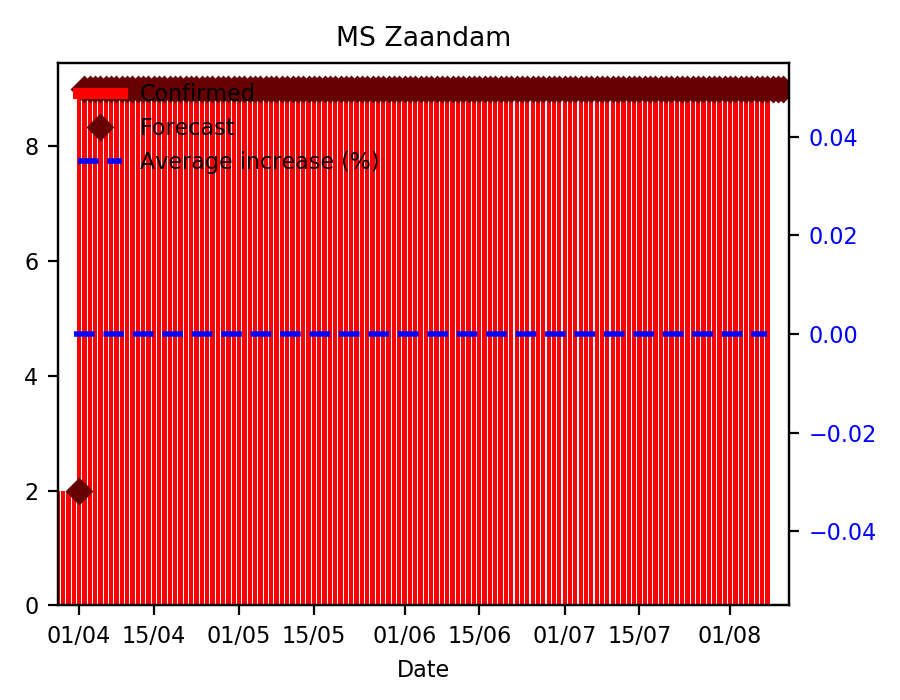 MS Zaandam
Confirmed
Forecast
Average increase (%)
8
6
4
2
0
0.04
0.02
0.00
−0.02
−0.04
01/04 15/04 01/05 15/05 01/06 15/06 01/07 15/07 01/08
Date